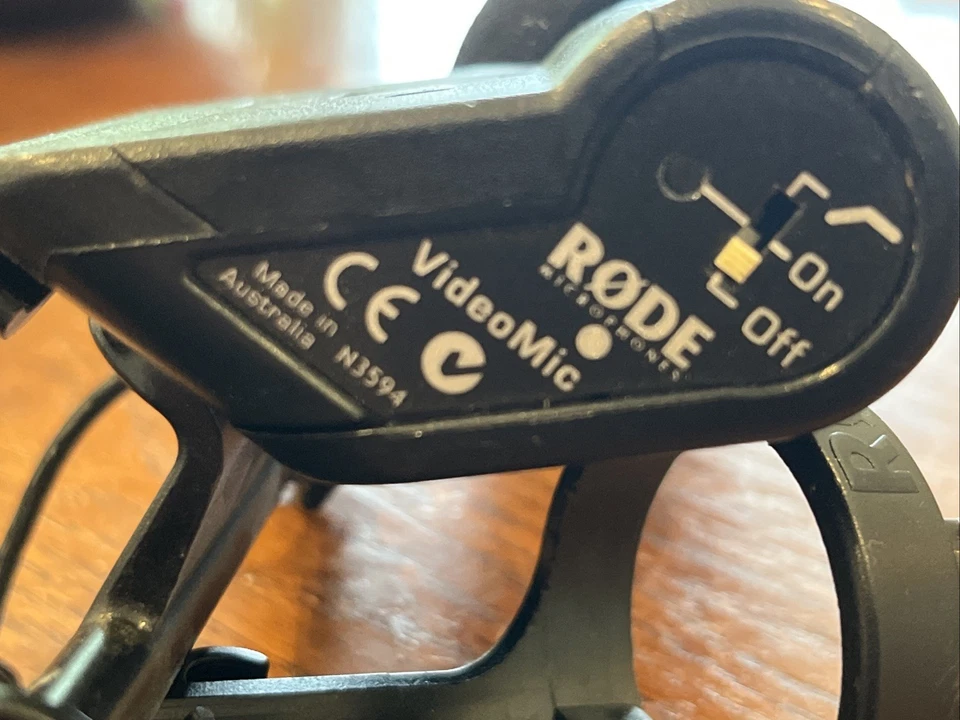 On
Off
RØDE
MICROPHONES
VideoMic
CE
Made in
Australia
N3594
R